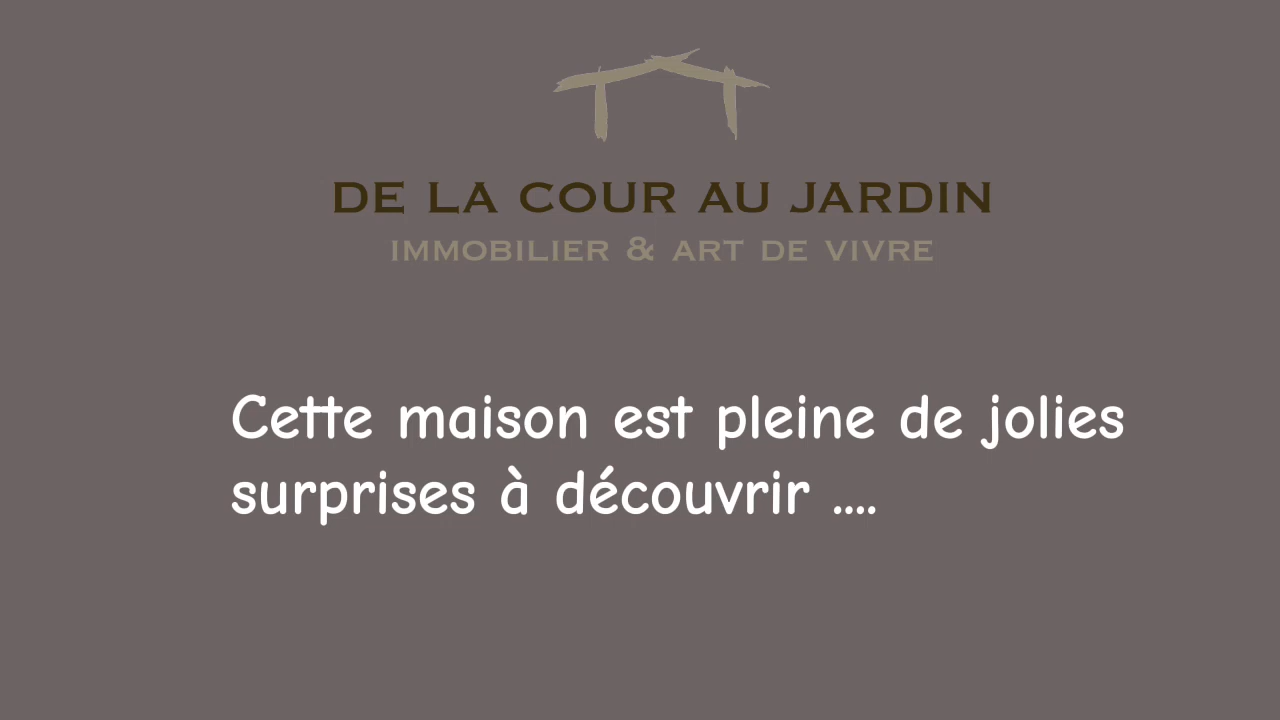 DE LA COUR AU JARDIN
IMMOBILIER & ART DE VIVRE
Cette maison est pleine de jolies
surprises à découvrir ....